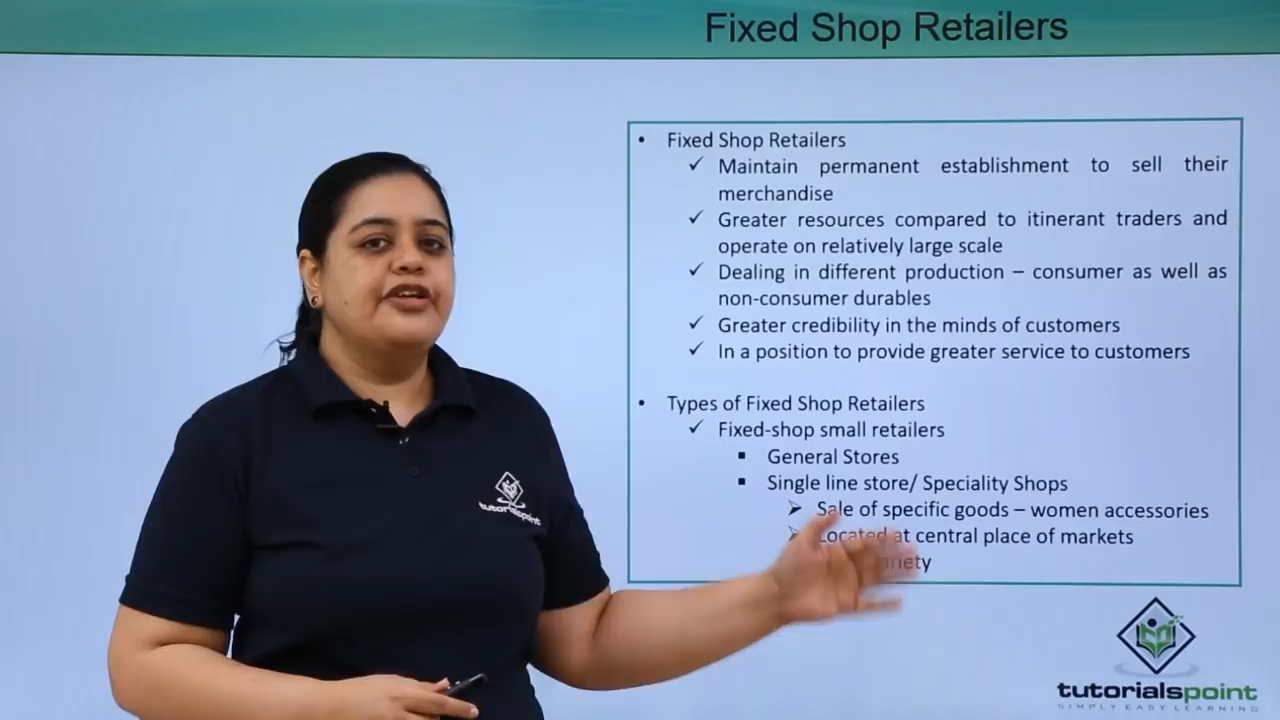 Fixed Shop Retailers
• Fixed Shop Retailers
✓ Maintain permanent establishment to sell their
merchandise
✓ Greater resources compared to itinerant traders and
operate on relatively large scale
✓ Dealing in different production – consumer as well as
non-consumer durables
✓ Greater credibility in the minds of customers
✓ In a position to provide greater service to customers
• Types of Fixed Shop Retailers
✓ Fixed-shop small retailers
▪ General Stores
▪ Single line store/ Speciality Shops
➢ Sale of specific goods – women accessories
➢ Located at central place of markets
tutorialspoint
tutorialspoint
SIMPLY EASY LEARNING